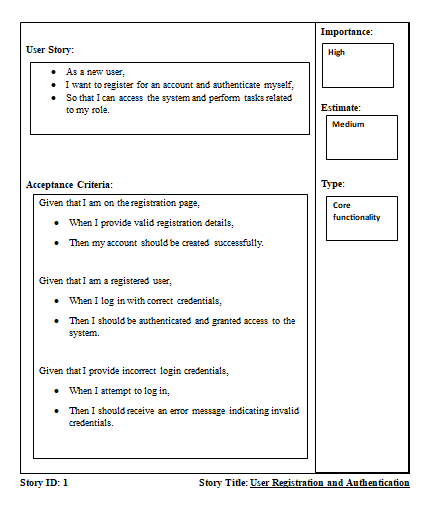 User Story:
• As a new user,
• I want to register for an account and authenticate myself,
• So that I can access the system and perform tasks related
to my role.
Acceptance Criteria:
Given that I am on the registration page,
• When I provide valid registration details,
• Then my account should be created successfully.
Given that I am a registered user,
• When I log in with correct credentials,
• Then I should be authenticated and granted access to the
system.
Given that I provide incorrect login credentials,
• When I attempt to log in,
• Then I should receive an error message indicating invalid
credentials.
Importance:
High
Estimate:
Medium
Type:
Core
functionality
Story ID: 1
Story Title: User Registration and Authentication